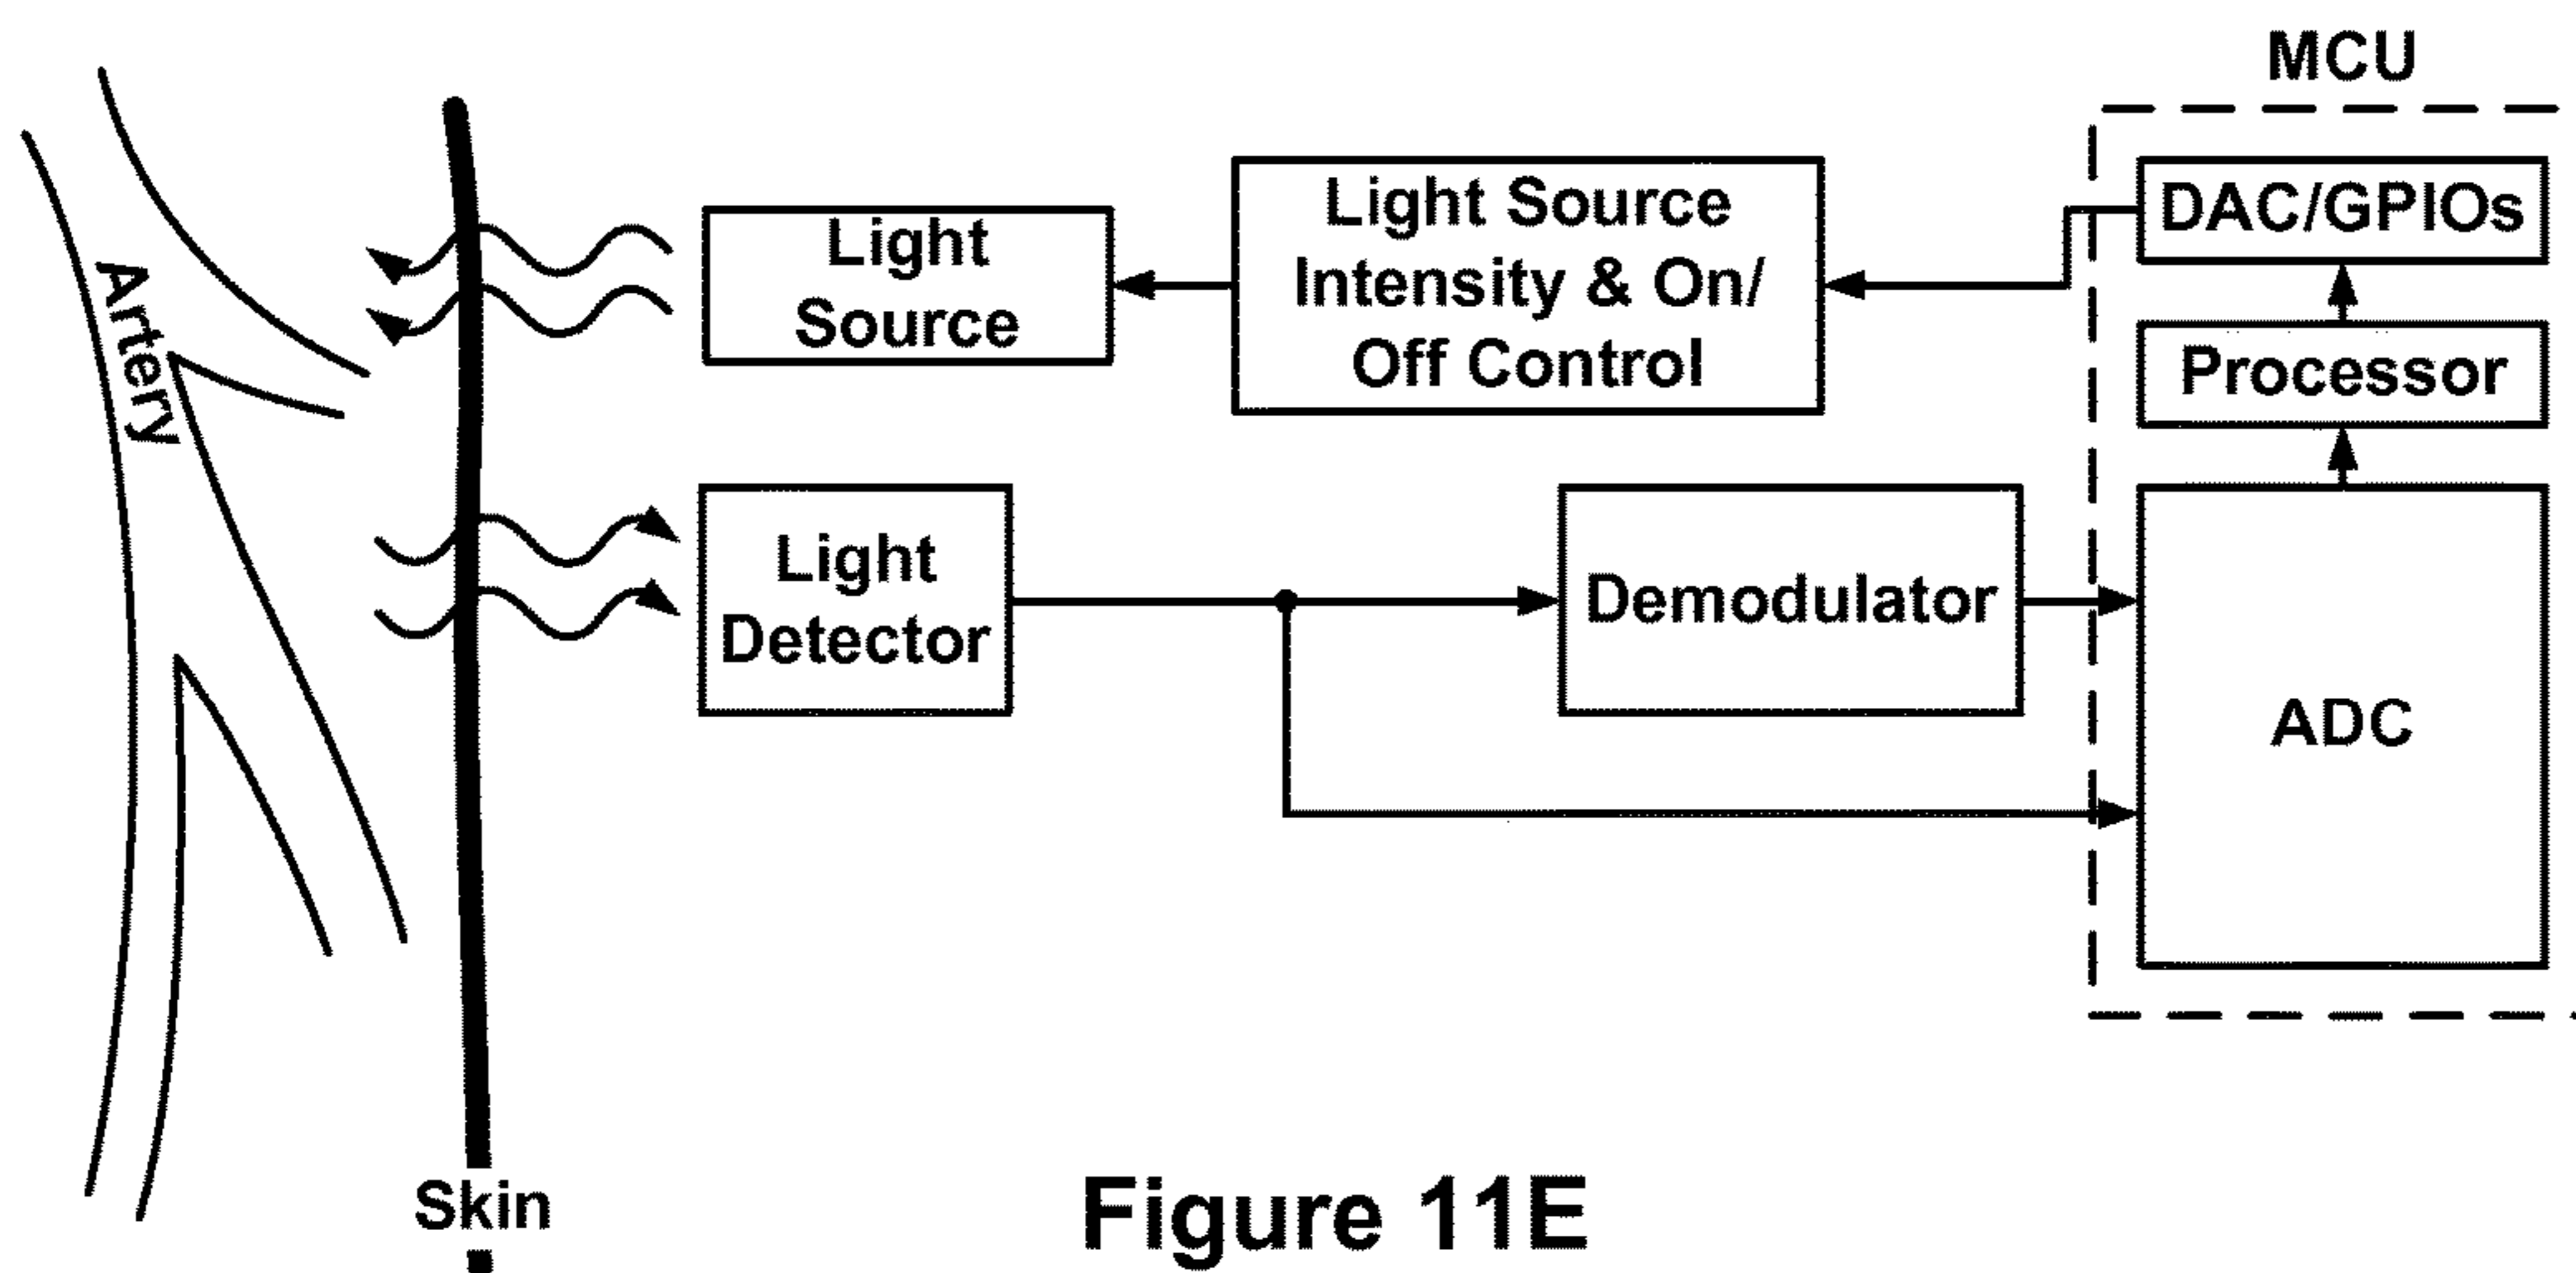 MCU
Light Source
Intensity & On/
Off Control
DAC/GPIOs
Light
Source
Artery
Processor
Light
Detector
Demodulator
ADC
Skin
Figure 11E